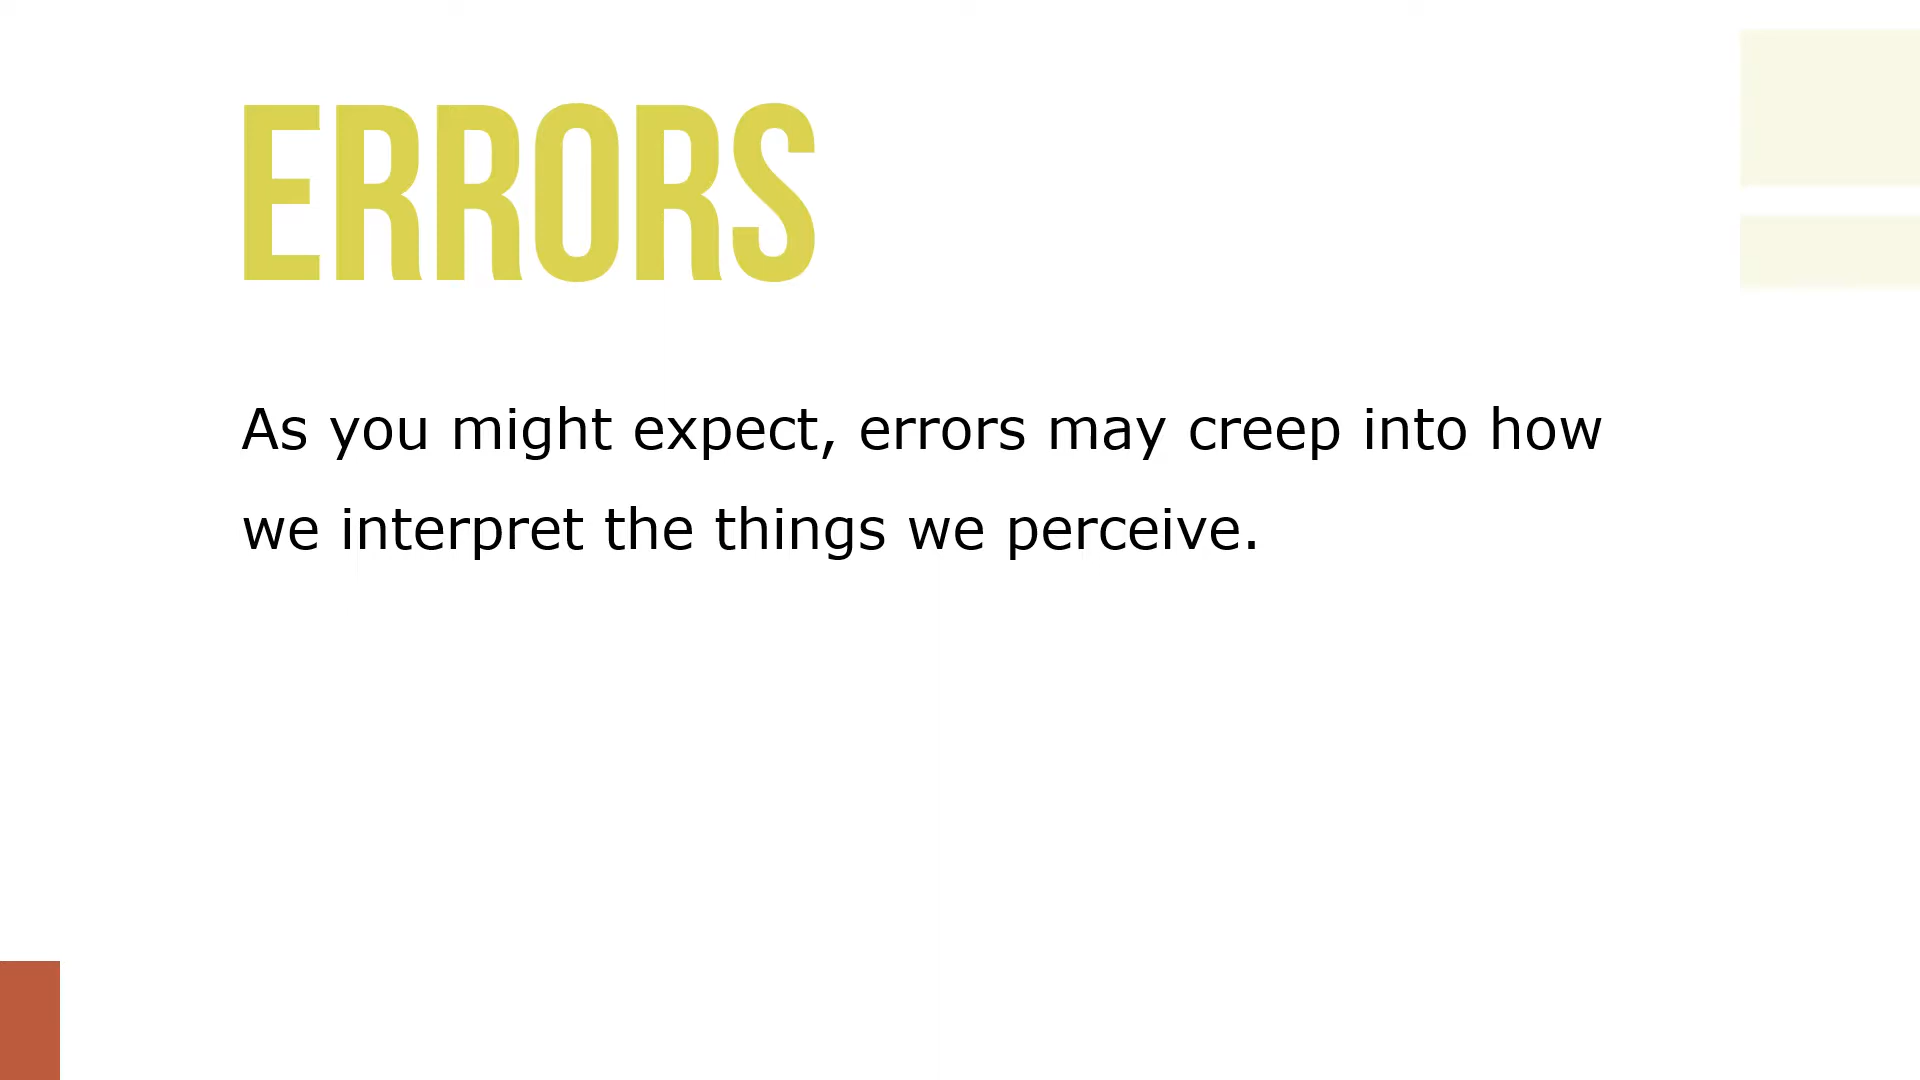 ERRORS
As you might expect, errors may creep into how
we interpret the things we perceive.